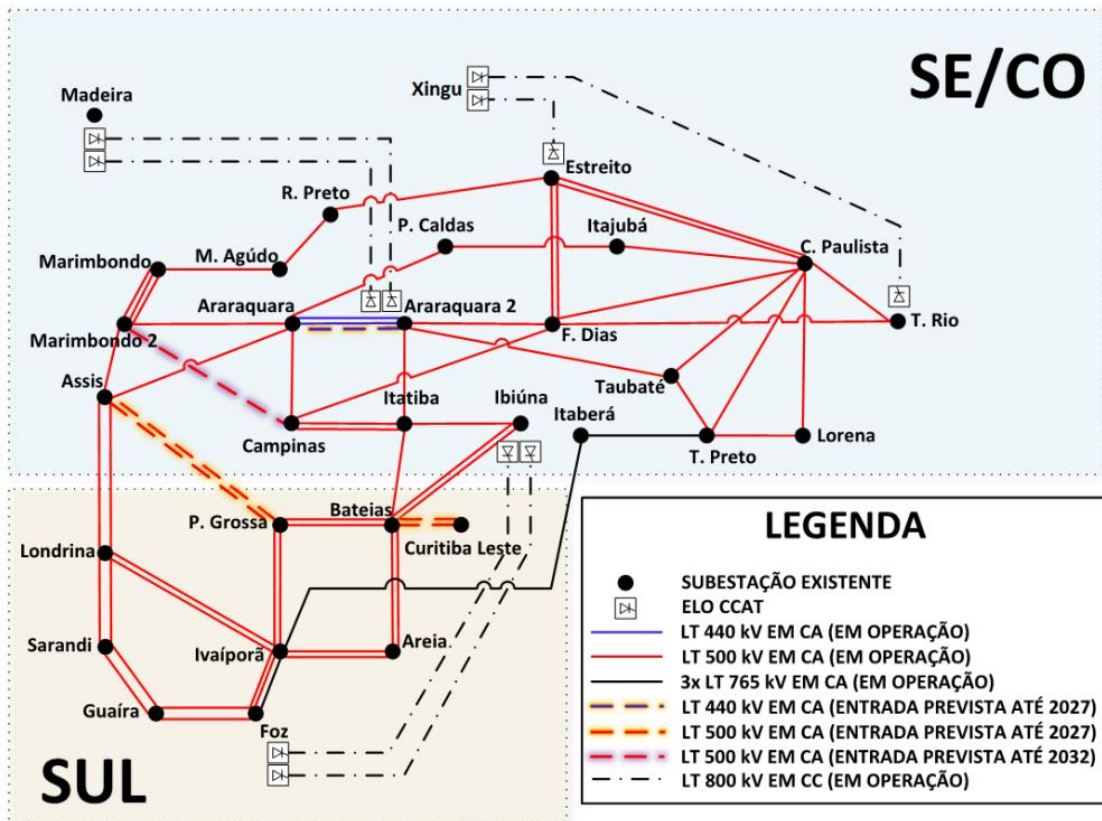 SE/CO
Xingu
Madeira
Estreito
R. Preto
P. Caldas
Itajubá
C. Paulista
Marimbondo
M. Agúdo
Araraquara
Araraquara 2
T. Rio
F. Dias
Marimbondo 2
Assis
Taubaté
Itatiba
Ibiúna
Itaberá
Campinas
T. Preto
Lorena
P. Grossa
Bateias
Curitiba Leste
Londrina
Sarandi
Ivaíporã
Areia
Guaíra
Foz
SUL
LEGENDA
SUBESTAÇÃO EXISTENTE
ELO CCAT
LT 440 kV EM CA (EM OPERAÇÃO)
LT 500 kV EM CA (EM OPERAÇÃO)
3x LT 765 kV EM CA (EM OPERAÇÃO)
LT 440 kV EM CA (ENTRADA PREVISTA ATÉ 2027)
LT 500 kV EM CA (ENTRADA PREVISTA ATÉ 2027)
LT 500 kV EM CA (ENTRADA PREVISTA ATÉ 2032)
LT 800 kV EM CC (EM OPERAÇÃO)